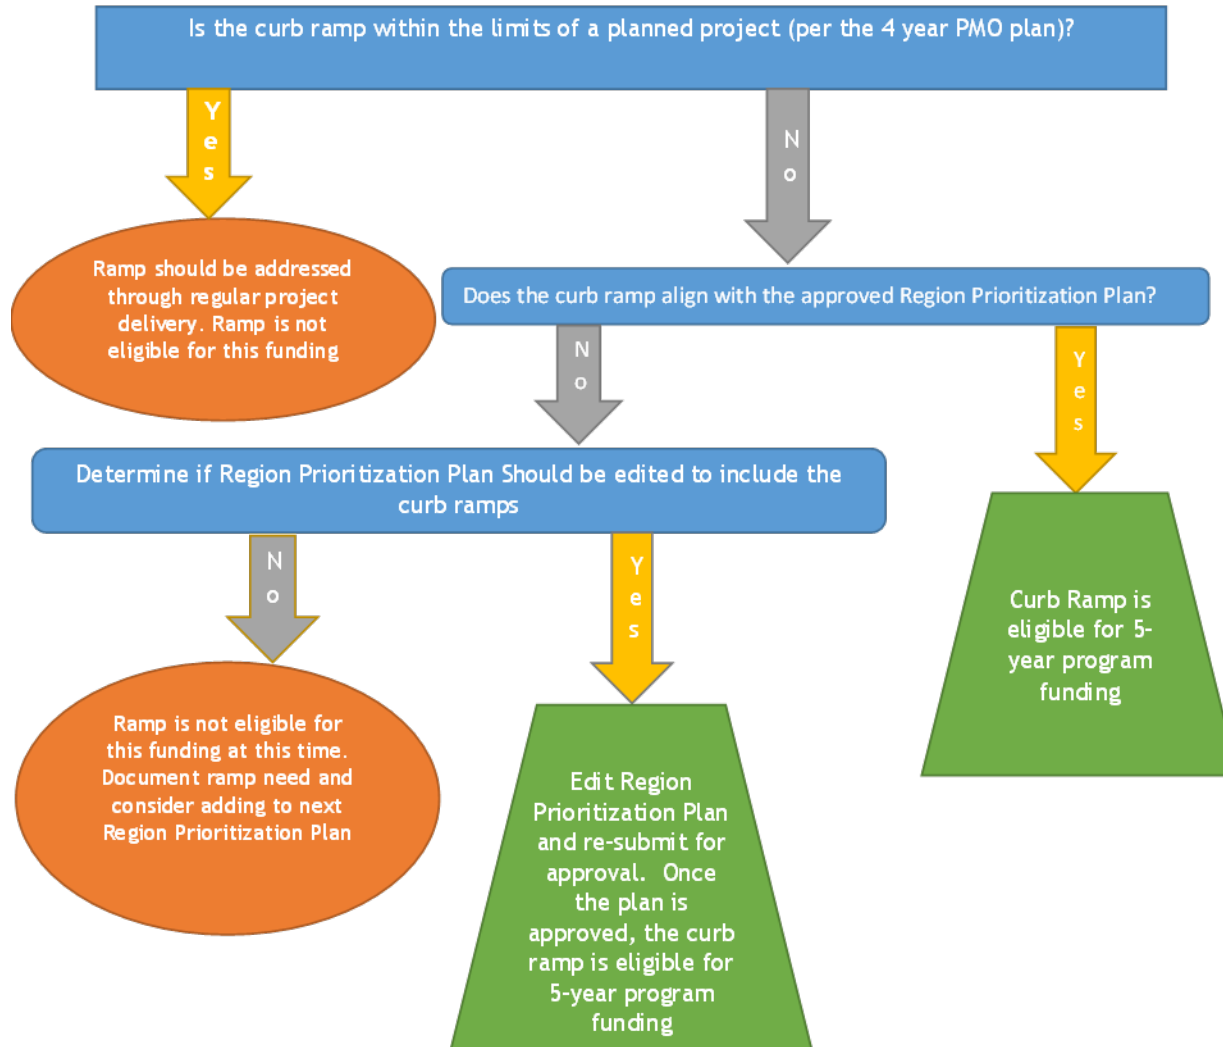 Is the curb ramp within the limits of a planned project (per the 4 year PMO plan)?
Y
e
s
N
o
Ramp should be addressed
through regular project
delivery. Ramp is not
eligible for this funding
Does the curb ramp align with the approved Region Prioritization Plan?
N
o
Y
e
s
Determine if Region Prioritization Plan Should be edited to include the
curb ramps
N
o
Y
e
s
Curb Ramp is
eligible for 5-
year program
funding
Ramp is not eligible for
this funding at this time.
Document ramp need and
consider adding to next
Region Prioritization Plan
Edit Region
Prioritization Plan
and re-submit for
approval.  Once
the plan is
approved, the curb
ramp is eligible for
5-year program
funding